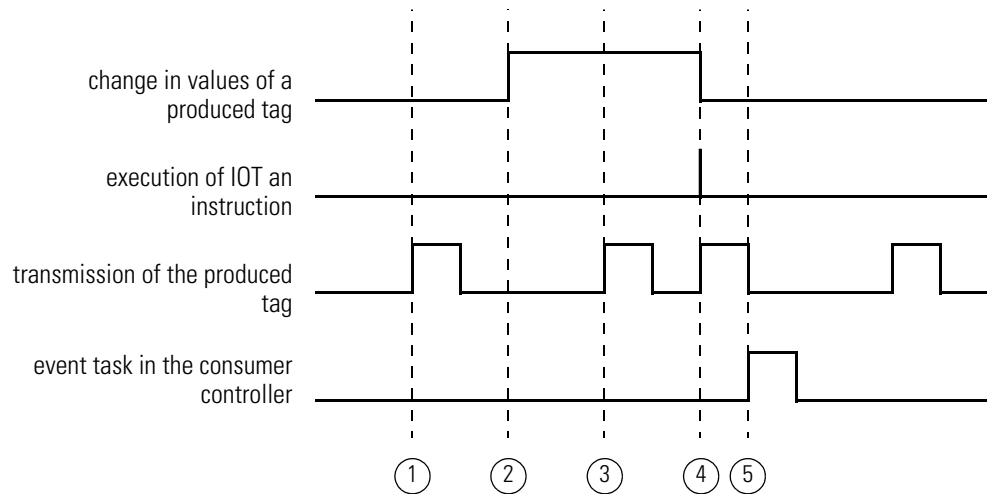 change in values of a
produced tag
execution of IOT an
instruction
transmission of the produced
tag
event task in the consumer
controller
1 2 3 4 5